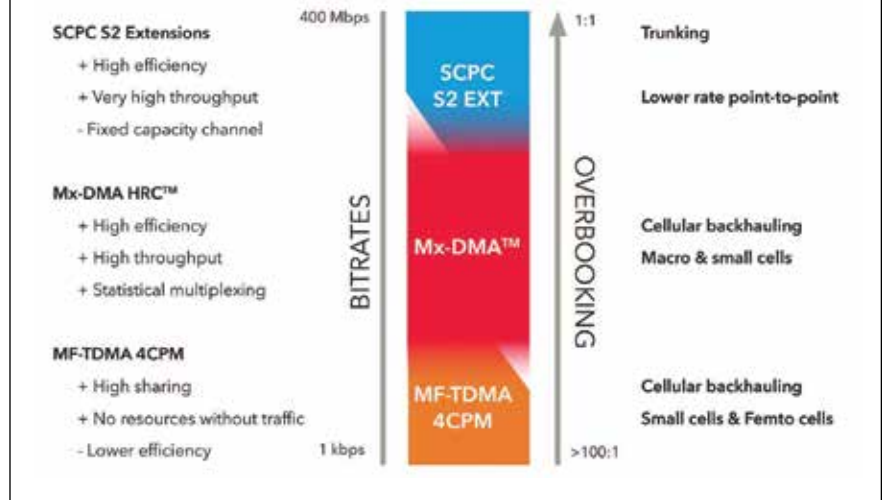 SCPC S2 Extensions
+ High efficiency
+ Very high throughput
- Fixed capacity channel
Mx-DMA HRC™
+ High efficiency
+ High throughput
+ Statistical multiplexing
MF-TDMA 4CPM
+ High sharing
+ No resources without traffic
- Lower efficiency
400 Mbps
BITRATES
1 kbps
SCPC
S2 EXT
Mx-DMA™
MF-TDMA
4CPM
1:1
OVERBOOKING
>100:1
Trunking
Lower rate point-to-point
Cellular backhauling
Macro & small cells
Cellular backhauling
Small cells & Femto cells